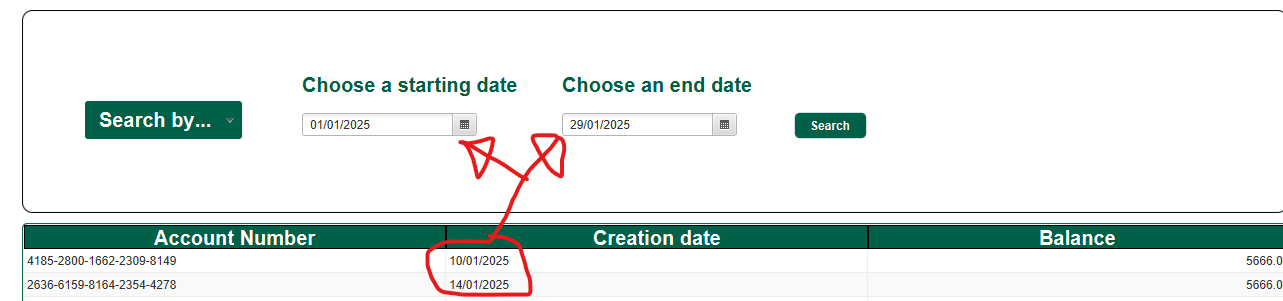 Choose a starting date Choose an end date
Search by... 01/01/2025 29/01/2025 Search
Account Number Creation date Balance
4185-2800-1662-2309-8149 10/01/2025 5666.0
2636-6159-8164-2354-4278 14/01/2025 5666.0